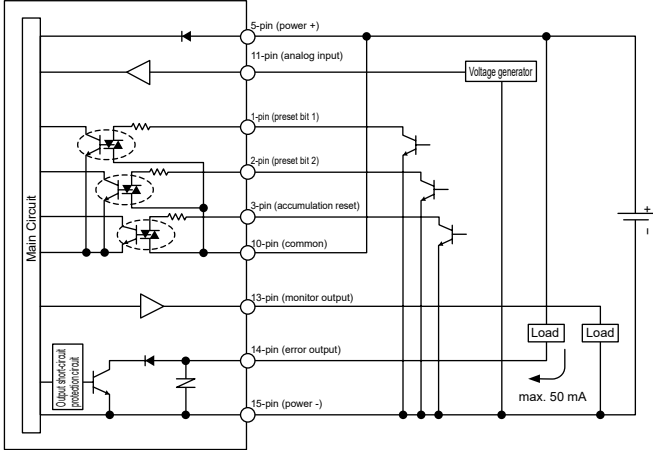 5-pin (power +)
11-pin (analog input)
Voltage generator
1-pin (preset bit 1)
2-pin (preset bit 2)
3-pin (accumulation reset)
10-pin (common)
Main Circuit
+
−
13-pin (monitor output)
Load
Load
14-pin (error output)
max. 50 mA
Output short-circuit
protection circuit
15-pin (power -)